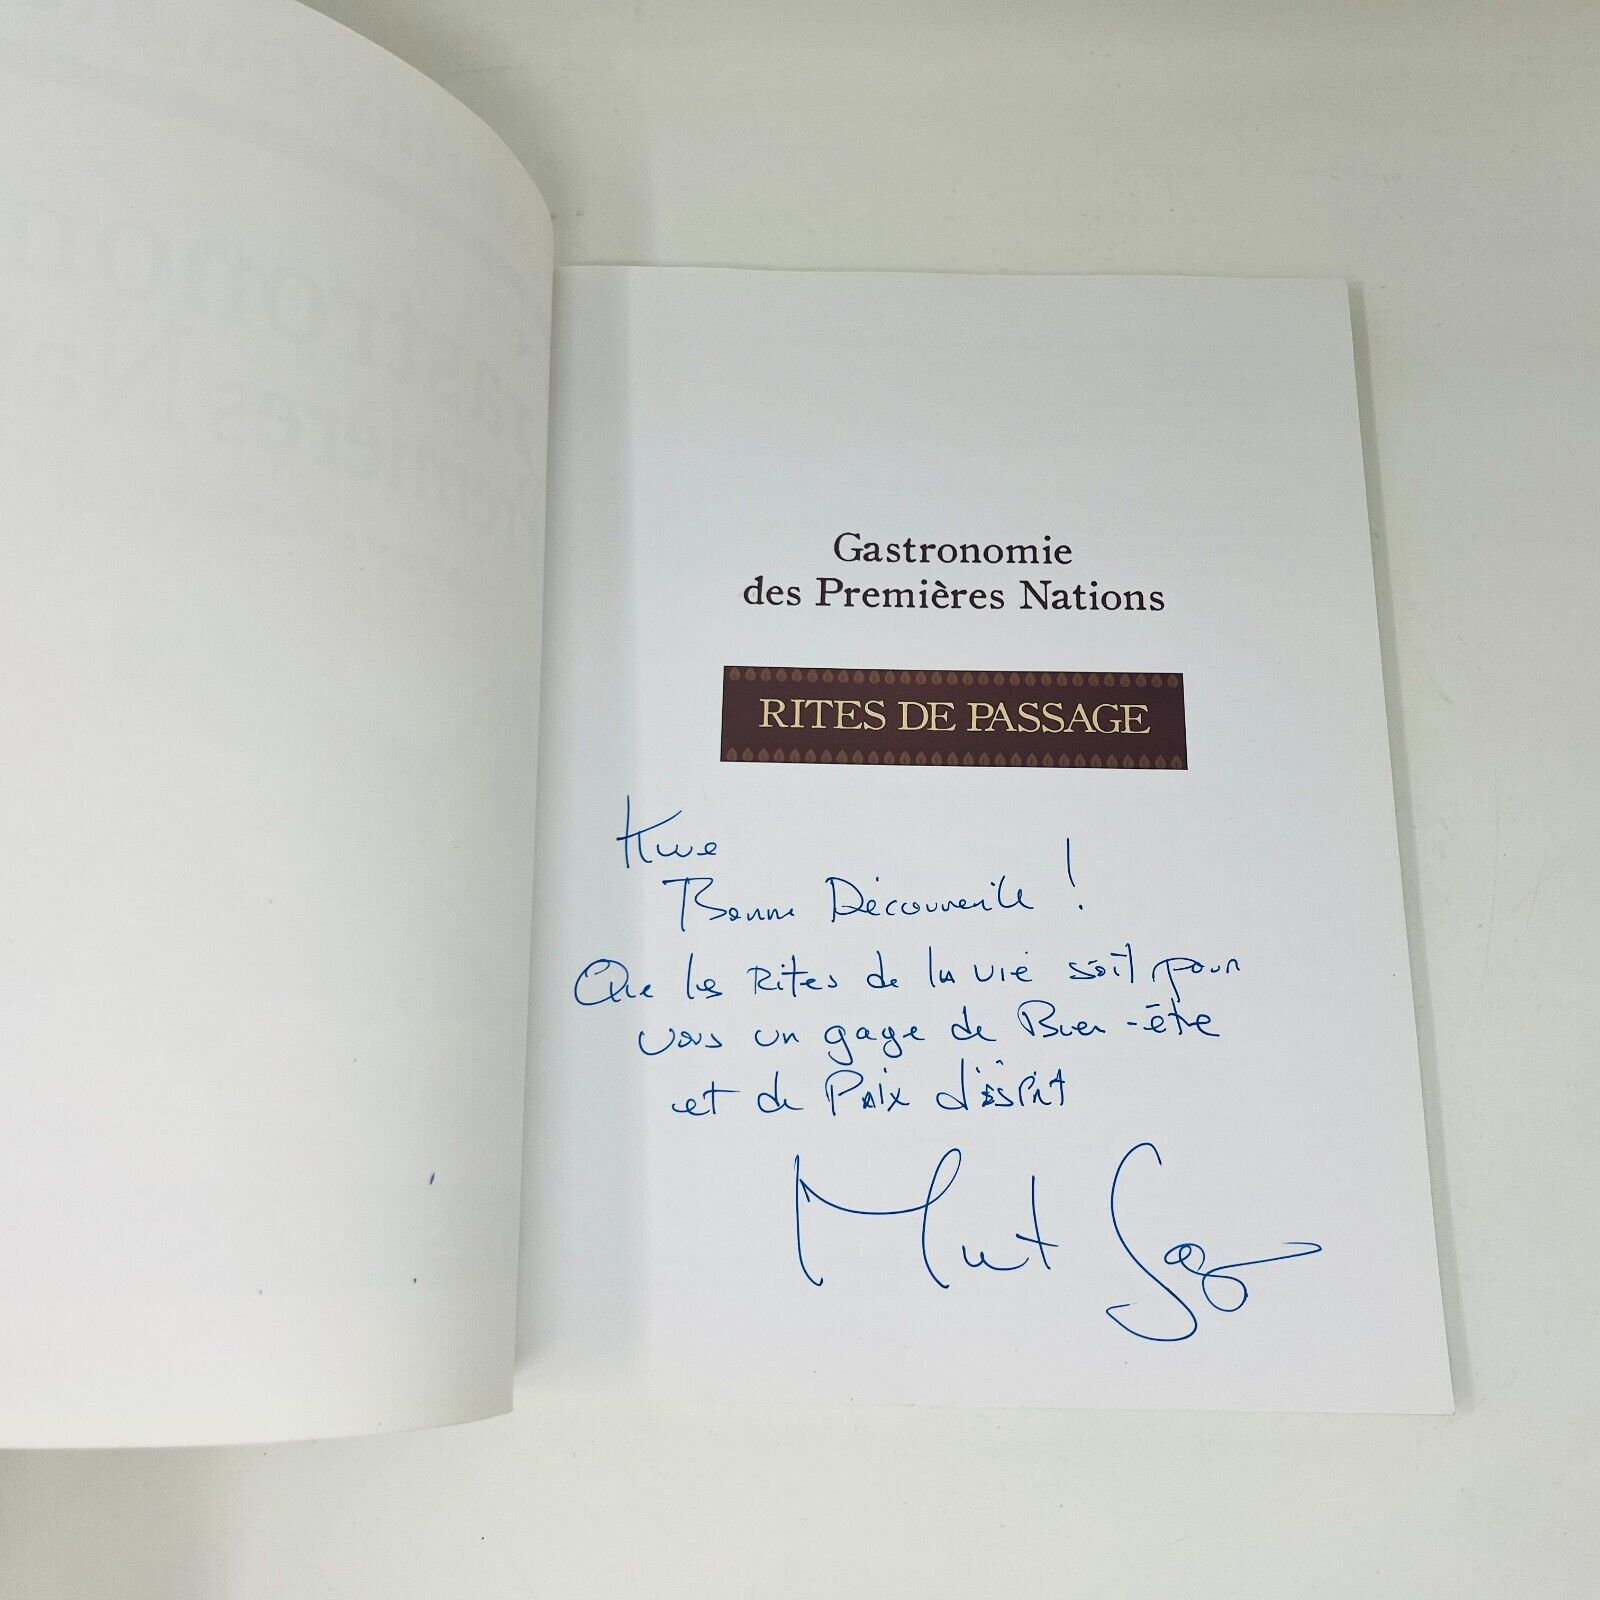 Gastronomie
des Premières Nations
RITES DE PASSAGE
Kwe
Bonne Découverte !
Que les Rites de la vie soit pour
vous un gage de Bien-être
et de Paix d'esprit